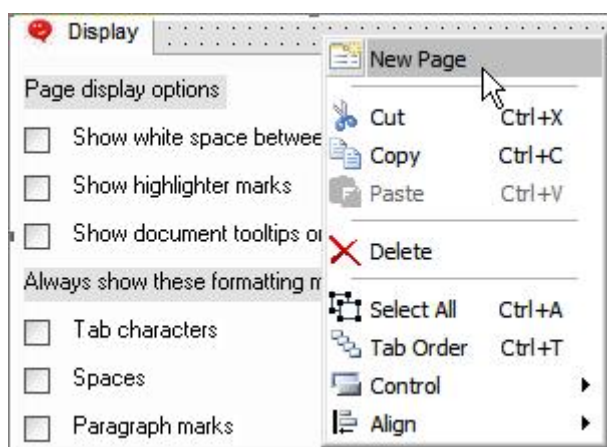 Display
New Page
Page display options
Cut Ctrl+X
Show white space betwee
Copy Ctrl+C
Show highlighter marks
Paste Ctrl+V
Show document tooltips o
Delete
Always show these formatting m
Select All Ctrl+A
Tab characters
Tab Order Ctrl+T
Spaces
Control
Paragraph marks
Align